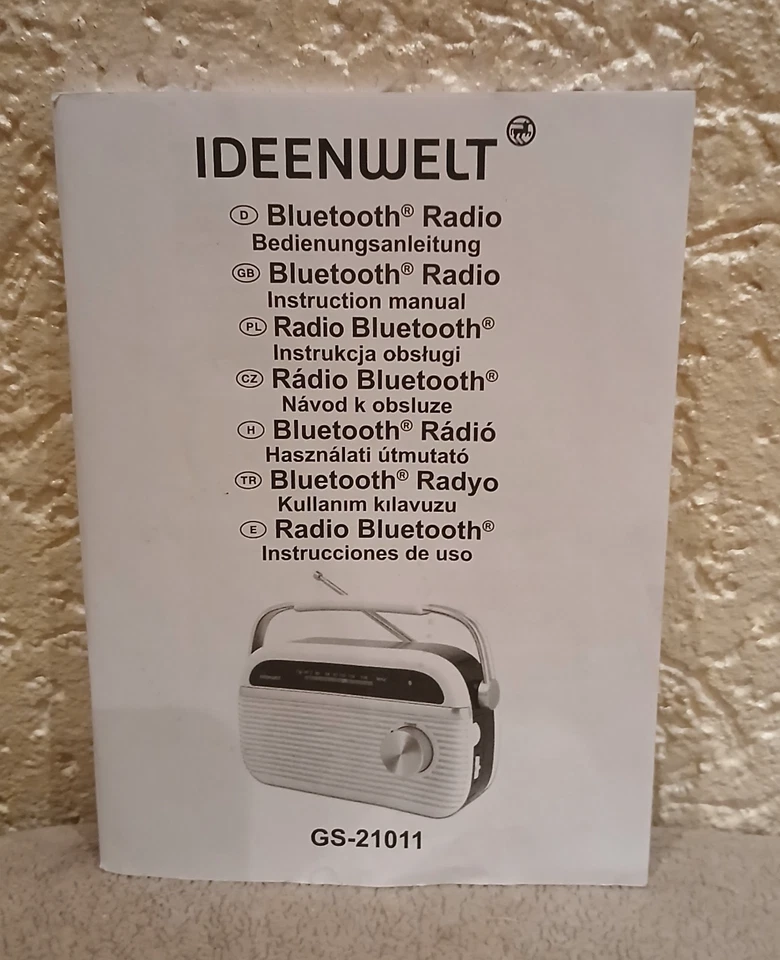 IDEENWELT
D Bluetooth® Radio
Bedienungsanleitung
GB Bluetooth® Radio
Instruction manual
PL Radio Bluetooth®
Instrukcja obsługi
CZ Rádio Bluetooth®
Návod k obsluze
H Bluetooth® Rádió
Használati útmutató
TR Bluetooth® Radyo
Kullanım kılavuzu
E Radio Bluetooth®
Instrucciones de uso
GS-21011